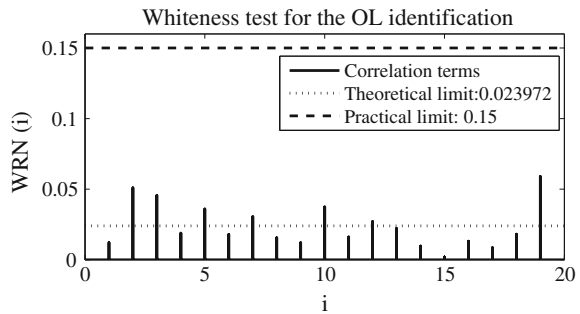 Whiteness test for the OL identification
0.15
0.1
0.05
0
WRN (i)
Correlation terms
Theoretical limit:0.023972
Practical limit: 0.15
0 5 10 15 20
i